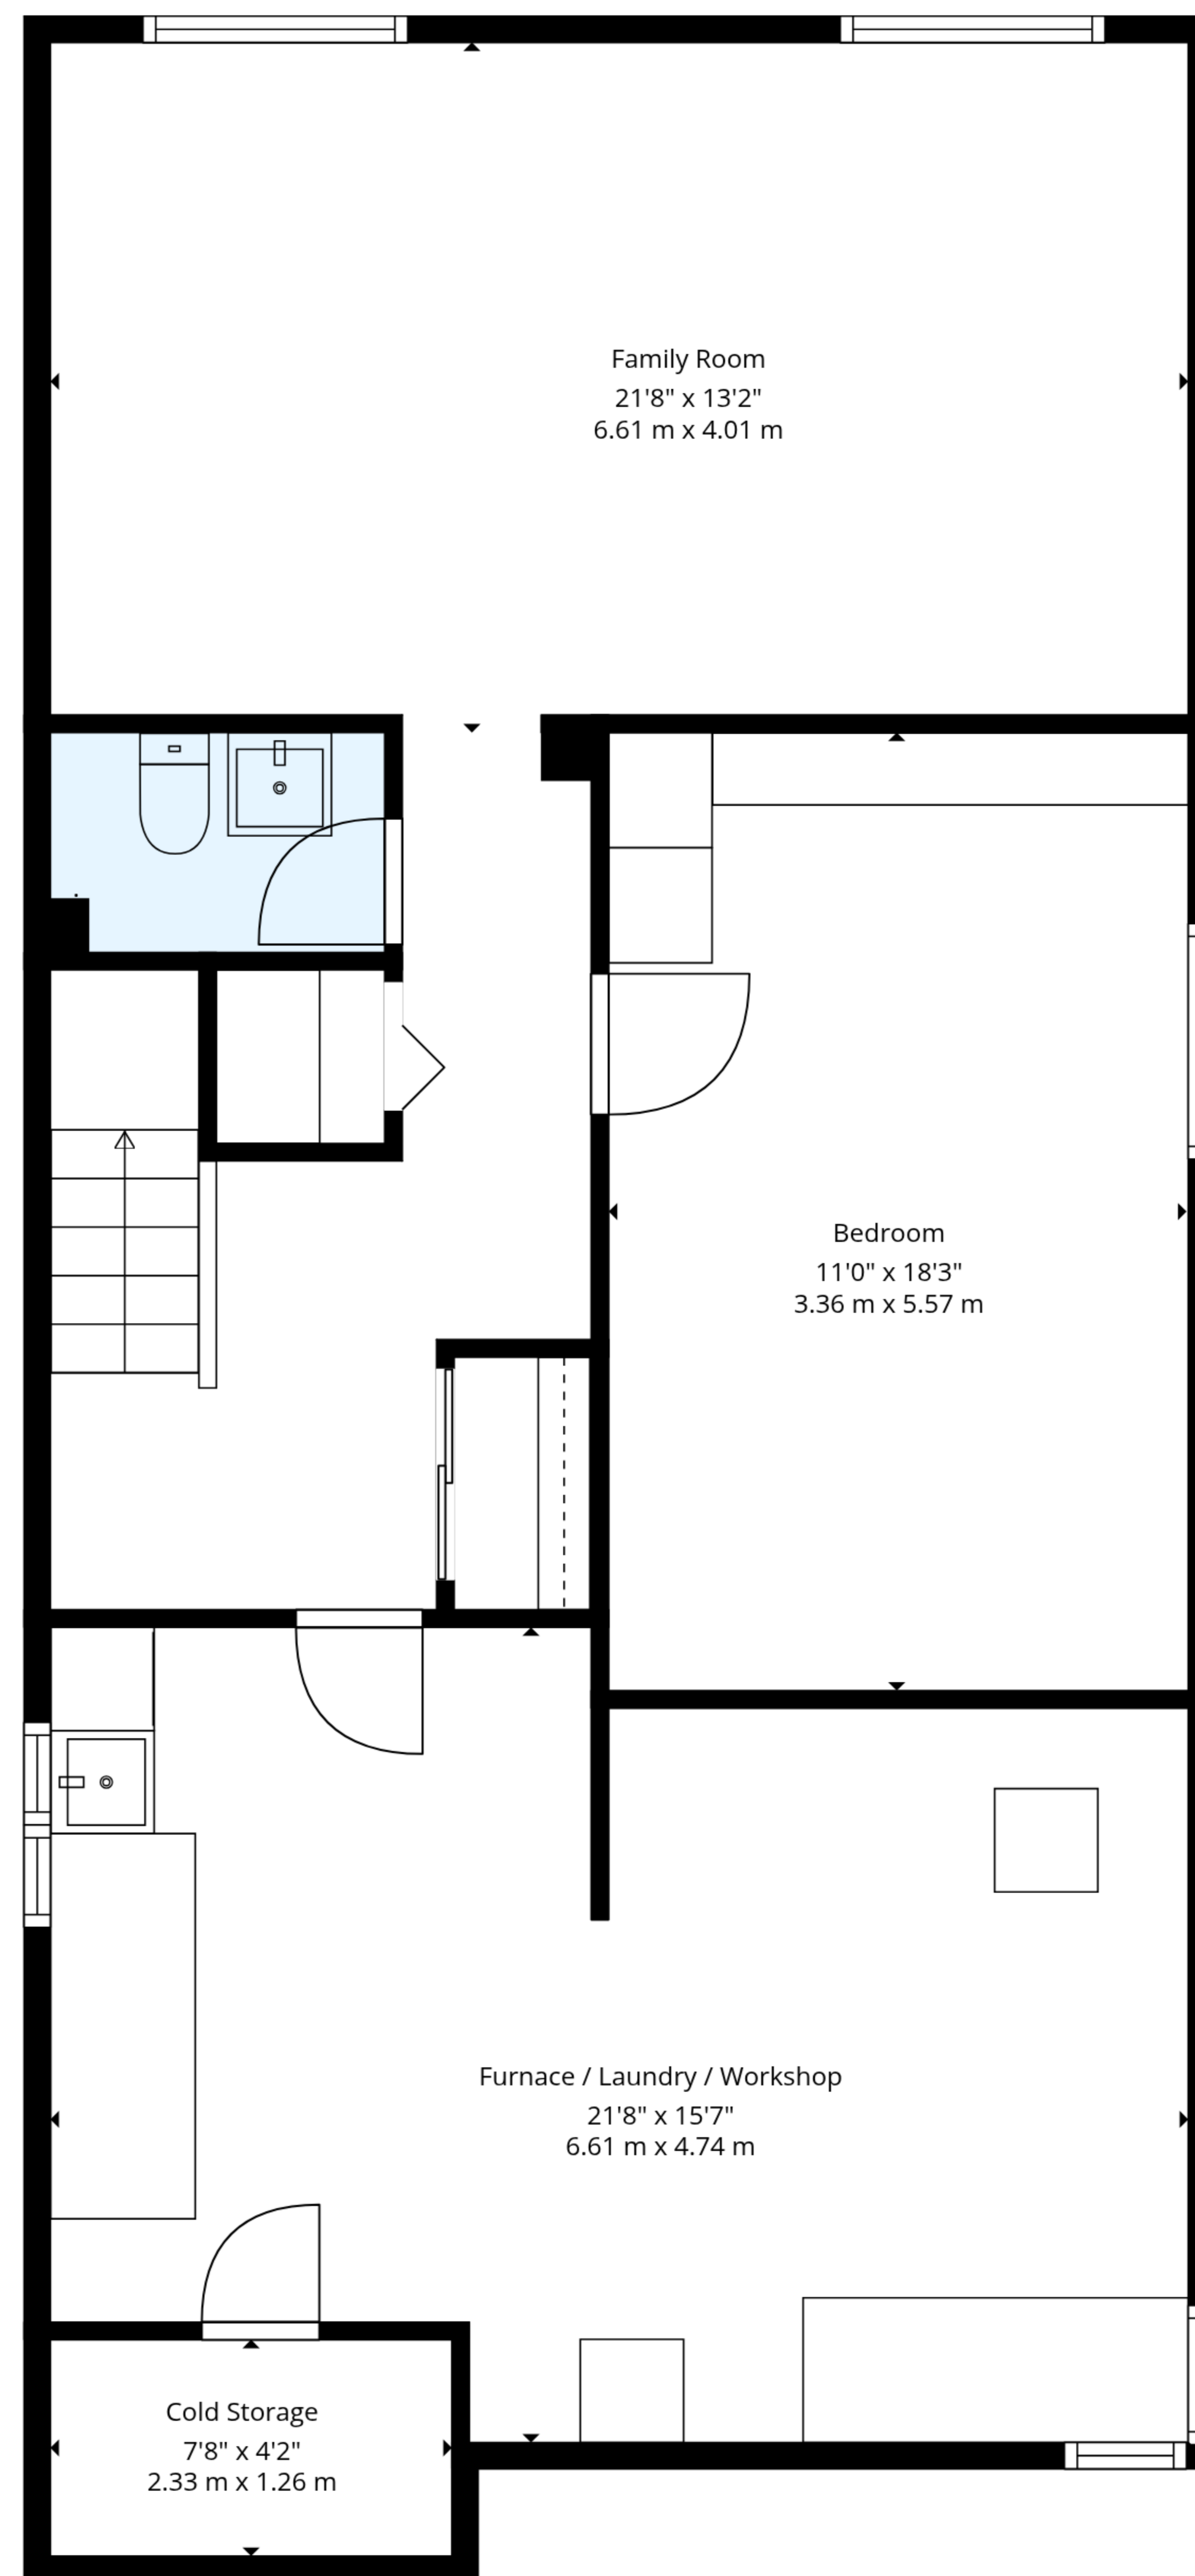 Family Room
21'8" x 13'2"
6.61 m x 4.01 m
Bedroom
11'0" x 18'3"
3.36 m x 5.57 m
Furnace / Laundry / Workshop
21'8" x 15'7"
6.61 m x 4.74 m
Cold Storage
7'8" x 4'2"
2.33 m x 1.26 m